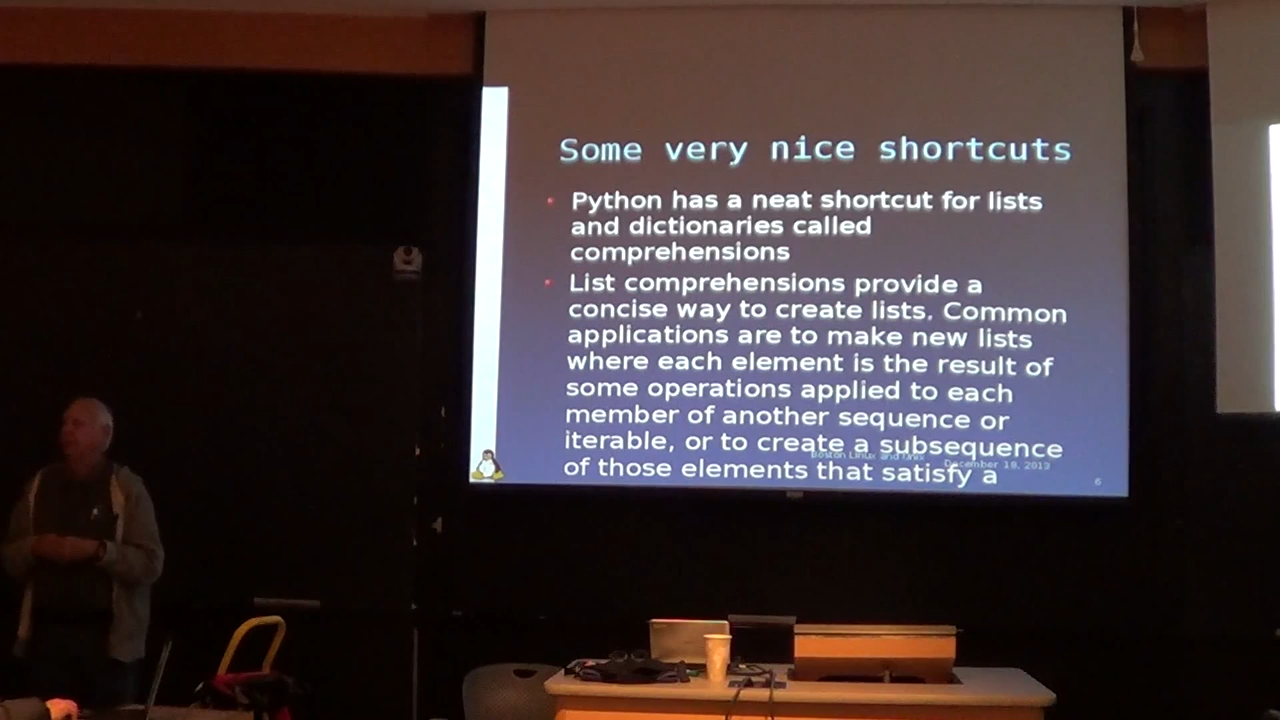 Some very nice shortcuts
Python has a neat shortcut for lists
and dictionaries called
comprehensions
List comprehensions provide a
concise way to create lists. Common
applications are to make new lists
where each element is the result of
some operations applied to each
member of another sequence or
iterable, or to create a subsequence
of those elements that satisfy a
Boston Linux and Unix
December 18, 2013
6